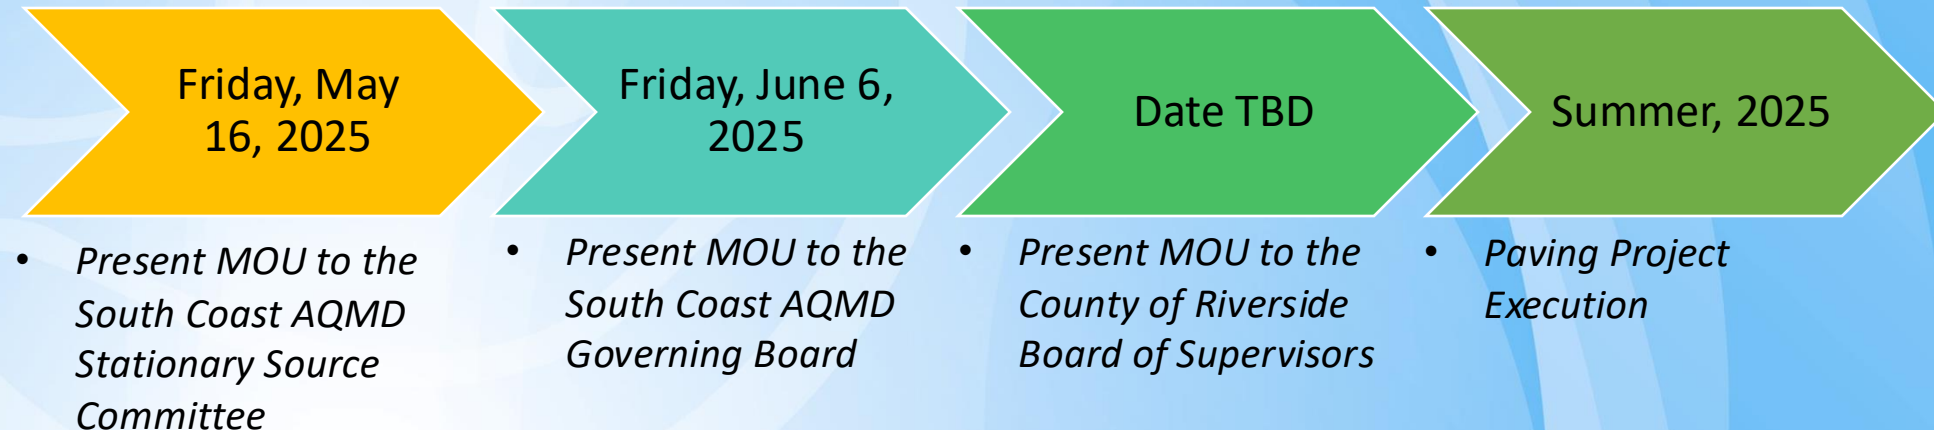 Friday, May
16, 2025
Friday, June 6,
2025
Date TBD
Summer, 2025
• Present MOU to the
South Coast AQMD
Stationary Source
Committee
• Present MOU to the
South Coast AQMD
Governing Board
• Present MOU to the
County of Riverside
Board of Supervisors
• Paving Project
Execution